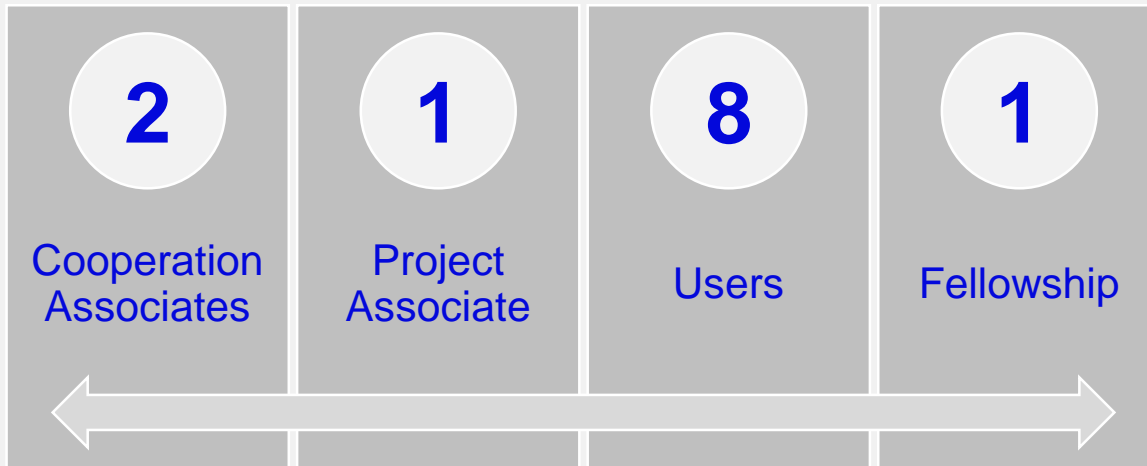 2
Cooperation
Associates
1
Project
Associate
8
Users
1
Fellowship